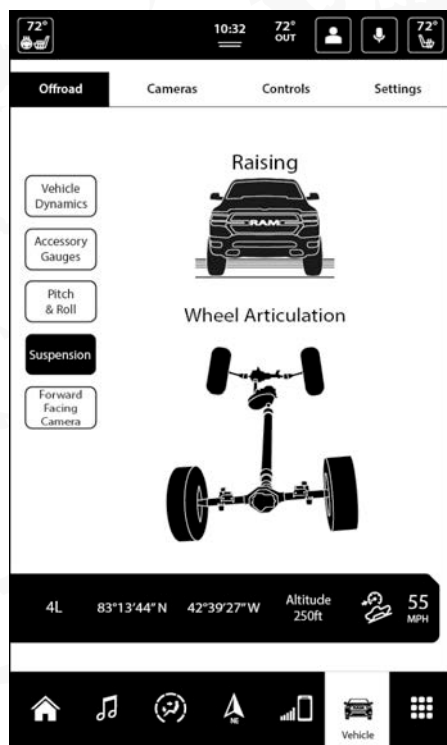 72°
10:32
72°
OUT
72°
Offroad
Cameras
Controls
Settings
Raising
RAM
Vehicle
Dynamics
Accessory
Gauges
Pitch
& Roll
Wheel Articulation
Suspension
Forward
Facing
Camera
4L
83°13'44"N
42°39'27"W
Altitude
250ft
55
MPH
NE
Vehicle